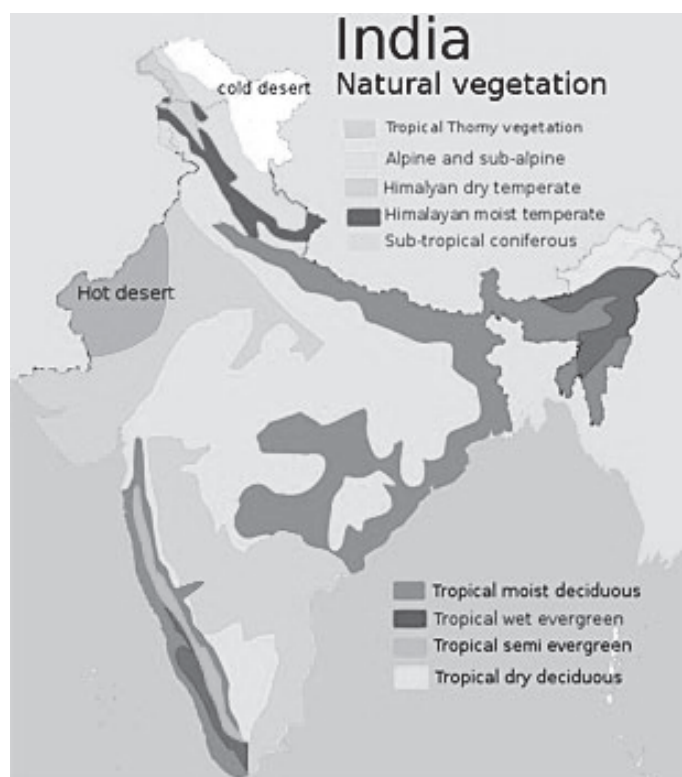 India
Natural vegetation
cold desert
Tropical Thorny vegetation
Alpine and sub-alpine
Himalyan dry temperate
Himalayan moist temperate
Sub-tropical coniferous
Hot desert
Tropical moist deciduous
Tropical wet evergreen
Tropical semi evergreen
Tropical dry deciduous